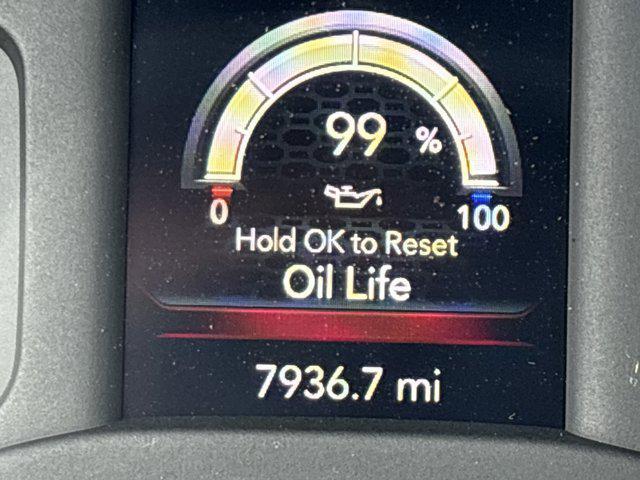 99 %
0 100
Hold OK to Reset
Oil Life
7936.7 mi